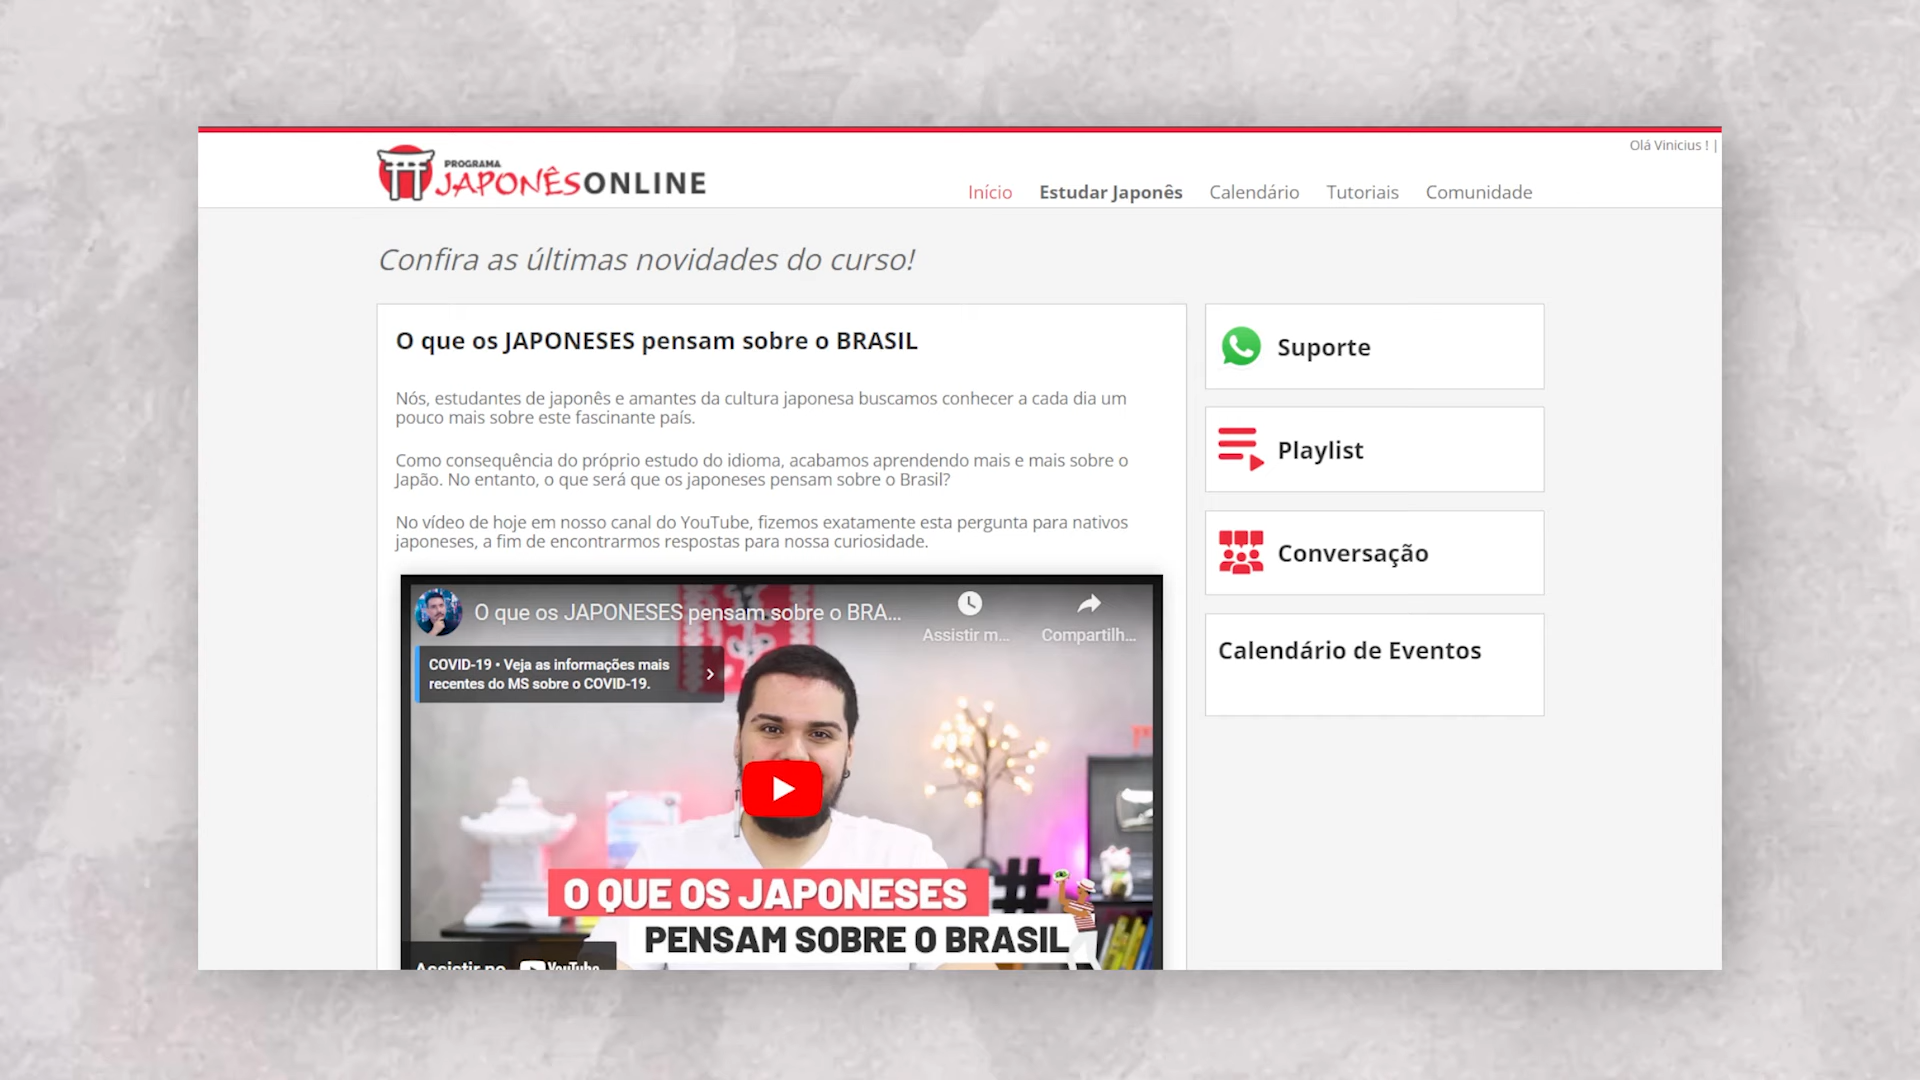 Olá Vinicius ! |
PROGRAMA
JAPONÊSONLINE
Início Estudar Japonês Calendário Tutoriais Comunidade
Confira as últimas novidades do curso!
O que os JAPONESES pensam sobre o BRASIL
Nós, estudantes de japonês e amantes da cultura japonesa buscamos conhecer a cada dia um
pouco mais sobre este fascinante país.
Como consequência do próprio estudo do idioma, acabamos aprendendo mais e mais sobre o
Japão. No entanto, o que será que os japoneses pensam sobre o Brasil?
No vídeo de hoje em nosso canal do YouTube, fizemos exatamente esta pergunta para nativos
japoneses, a fim de encontrarmos respostas para nossa curiosidade.
O que os JAPONESES pensam sobre o BRA...
Assistir m...
Compartilh...
COVID-19 • Veja as informações mais
recentes do MS sobre o COVID-19.
O QUE OS JAPONESES
PENSAM SOBRE O BRASIL
#
Assistir no YouTube
Suporte
Playlist
Conversação
Calendário de Eventos